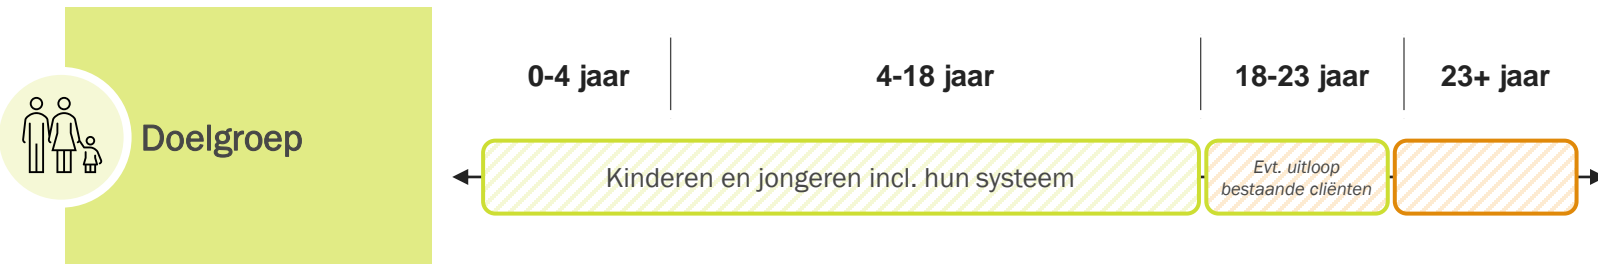 Doelgroep
0-4 jaar
4-18 jaar
18-23 jaar
23+ jaar
Kinderen en jongeren incl. hun systeem
Evt. uitloop
bestaande cliënten